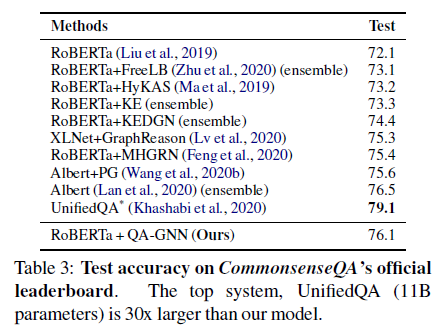 Methods Test
RoBERTa (Liu et al., 2019) 72.1
RoBERTa+FreeLB (Zhu et al., 2020) (ensemble) 73.1
RoBERTa+HyKAS (Ma et al., 2019) 73.2
RoBERTa+KE (ensemble) 73.3
RoBERTa+KEDGN (ensemble) 74.4
XLNet+GraphReason (Lv et al., 2020) 75.3
RoBERTa+MHGRN (Feng et al., 2020) 75.4
Albert+PG (Wang et al., 2020b) 75.6
Albert (Lan et al., 2020) (ensemble) 76.5
UnifiedQA* (Khashabi et al., 2020) 79.1
RoBERTa + QA-GNN (Ours) 76.1
Table 3: Test accuracy on CommonsenseQA's official
leaderboard. The top system, UnifiedQA (11B
parameters) is 30x larger than our model.